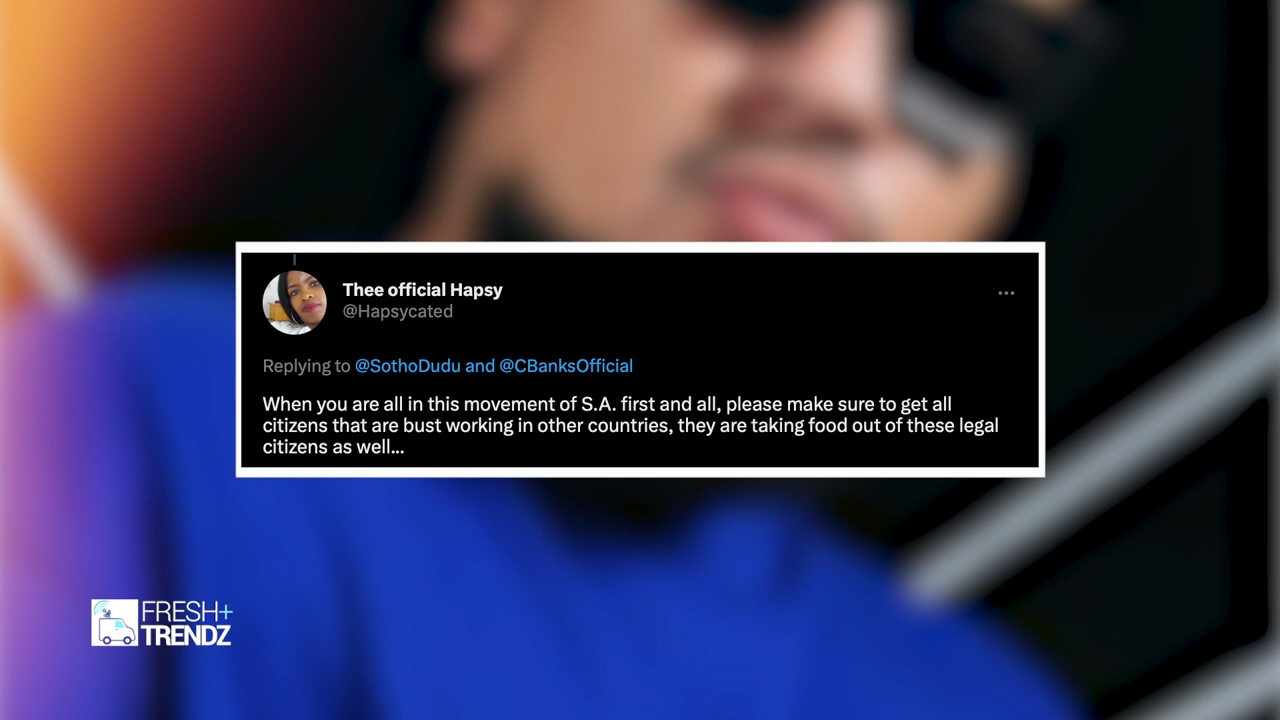 Thee official Hapsy
@Hapsycated
Replying to @SothoDudu and @CBanksOfficial
When you are all in this movement of S.A. first and all, please make sure to get all
citizens that are bust working in other countries, they are taking food out of these legal
citizens as well...
FRESH+
TRENDZ